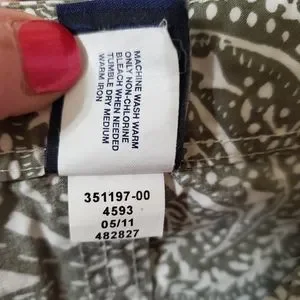 MACHINE WASH WARM
ONLY NON-CHLORINE
BLEACH WHEN NEEDED
TUMBLE DRY MEDIUM
WARM IRON
351197-00
4593
05/11
482827